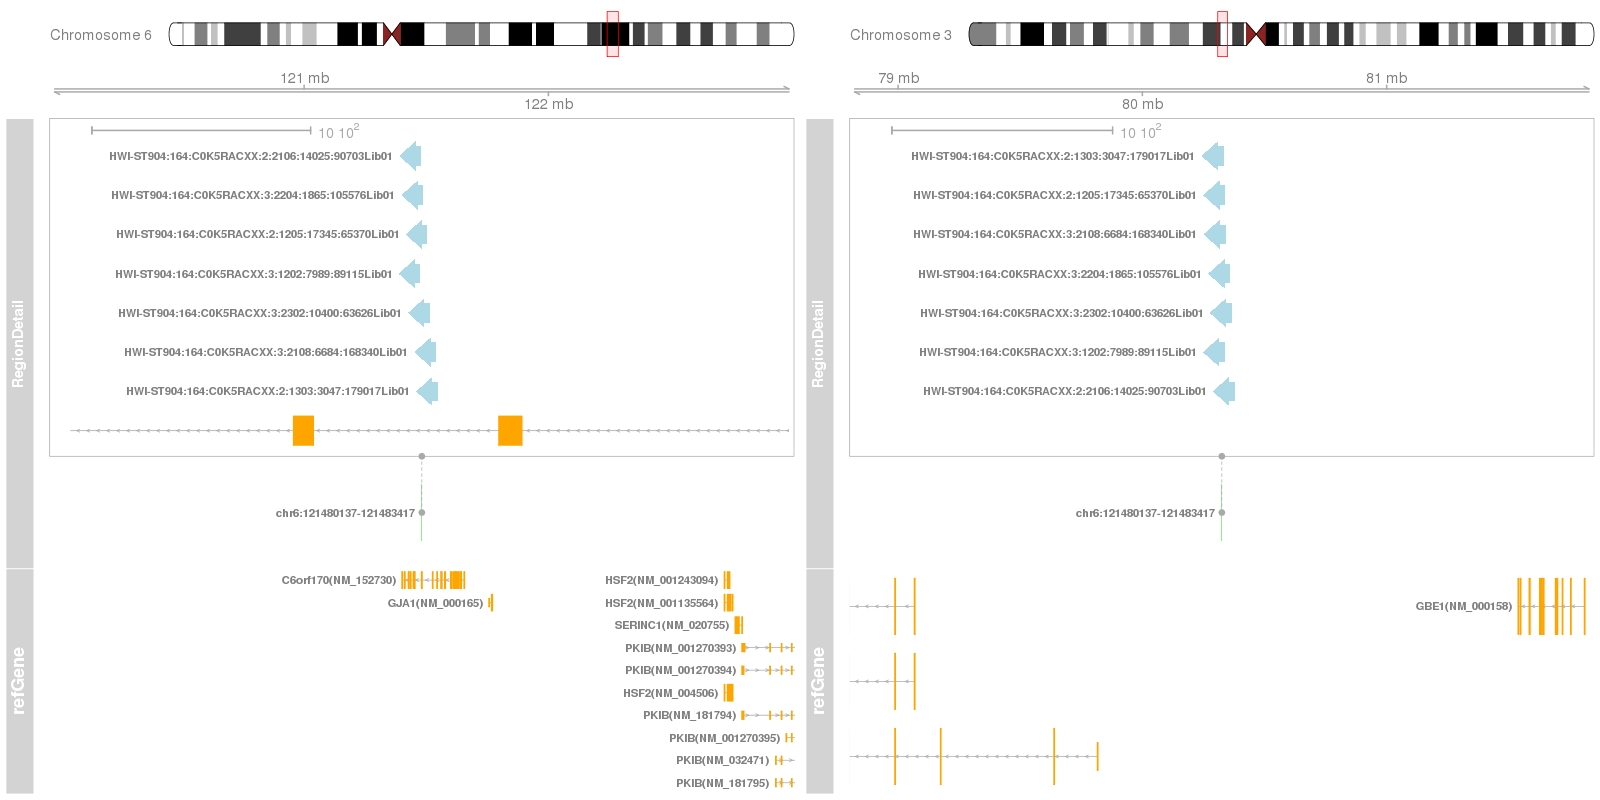 Chromosome 6
121 mb
122 mb
RegionDetail
10 10²
HWI-ST904:164:C0K5RACXX:2:2106:14025:90703Lib01
HWI-ST904:164:C0K5RACXX:3:2204:1865:105576Lib01
HWI-ST904:164:C0K5RACXX:2:1205:17345:65370Lib01
HWI-ST904:164:C0K5RACXX:3:1202:7989:89115Lib01
HWI-ST904:164:C0K5RACXX:3:2302:10400:63626Lib01
HWI-ST904:164:C0K5RACXX:3:2108:6684:168340Lib01
HWI-ST904:164:C0K5RACXX:2:1303:3047:179017Lib01
chr6:121480137-121483417
refGene
C6orf170(NM_152730)
GJA1(NM_000165)
HSF2(NM_001243094)
HSF2(NM_001135564)
SERINC1(NM_020755)
PKIB(NM_001270393)
PKIB(NM_001270394)
HSF2(NM_004506)
PKIB(NM_181794)
PKIB(NM_001270395)
PKIB(NM_032471)
PKIB(NM_181795)
Chromosome 3
79 mb
80 mb
81 mb
RegionDetail
10 10²
HWI-ST904:164:C0K5RACXX:2:1303:3047:179017Lib01
HWI-ST904:164:C0K5RACXX:2:1205:17345:65370Lib01
HWI-ST904:164:C0K5RACXX:3:2108:6684:168340Lib01
HWI-ST904:164:C0K5RACXX:3:2204:1865:105576Lib01
HWI-ST904:164:C0K5RACXX:3:2302:10400:63626Lib01
HWI-ST904:164:C0K5RACXX:3:1202:7989:89115Lib01
HWI-ST904:164:C0K5RACXX:2:2106:14025:90703Lib01
chr6:121480137-121483417
refGene
GBE1(NM_000158)